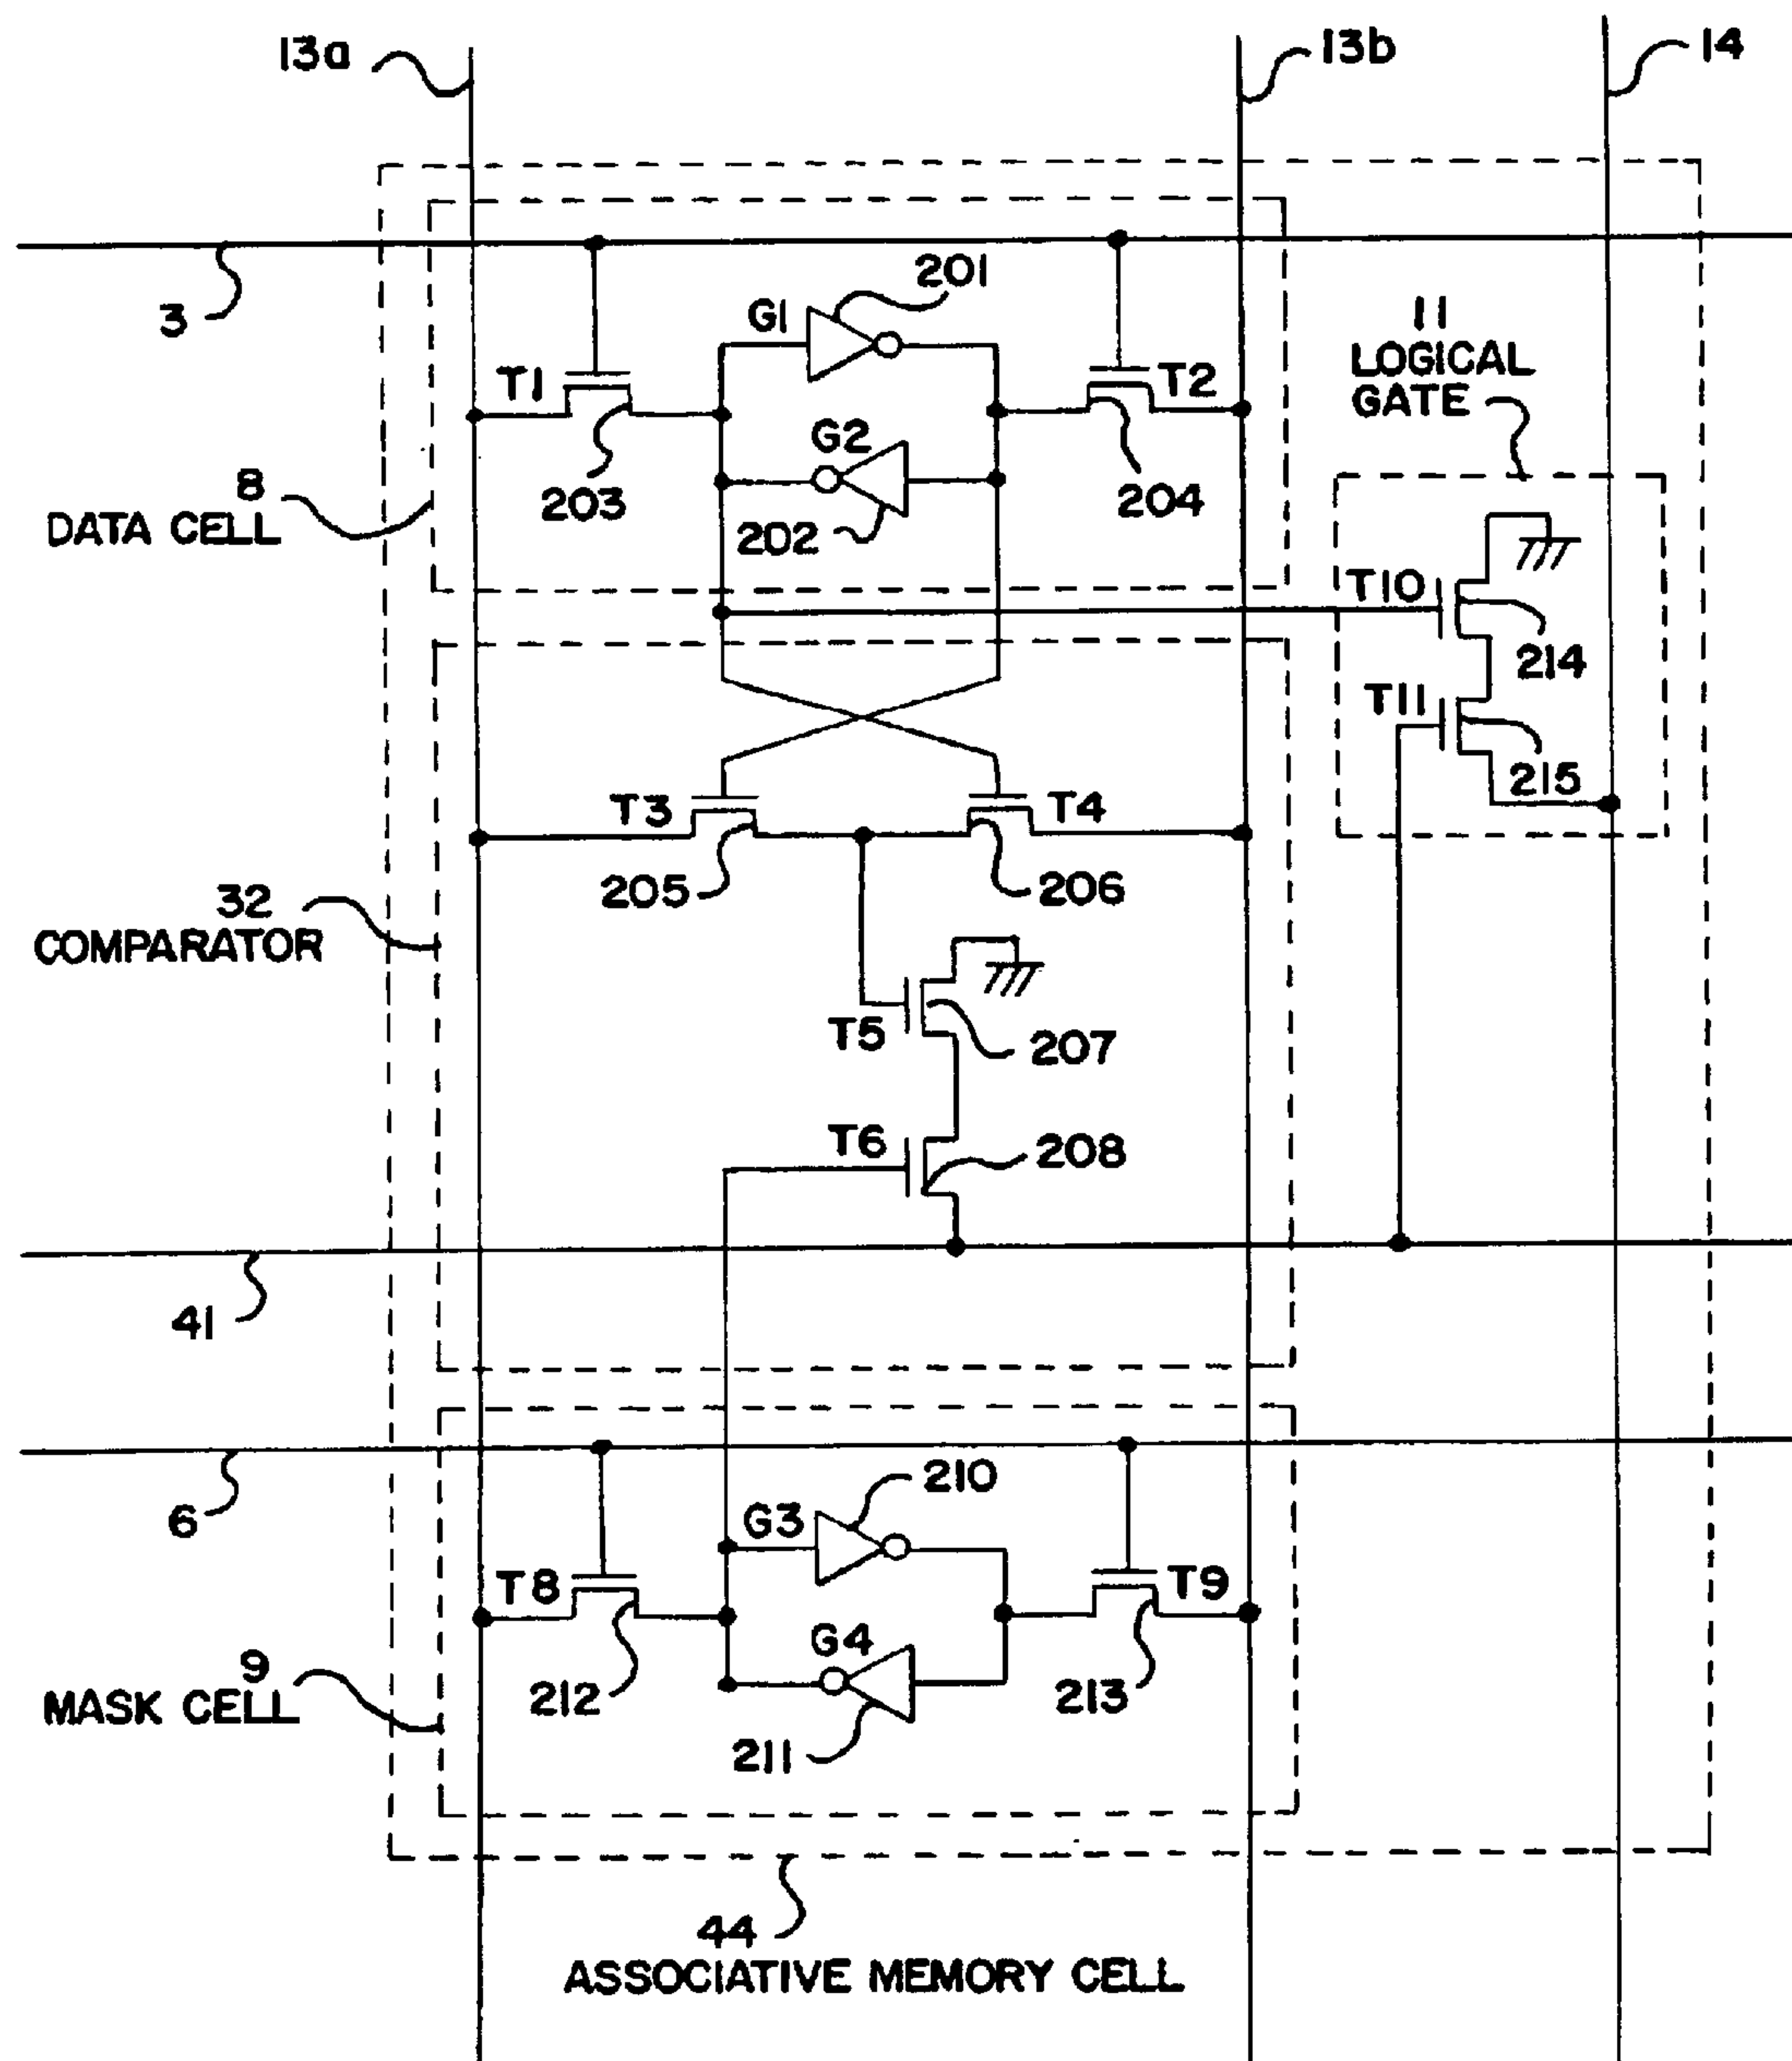 13a
13b
14
3
201
G1
11
LOGICAL
GATE
T1
T2
G2
8
DATA CELL
203
202
204
T10
214
T11
215
T3
T4
205
206
32
COMPARATOR
T5
207
T6
208
41
6
210
G3
T8
T9
G4
9
MASK CELL
212
213
211
44
ASSOCIATIVE MEMORY CELL